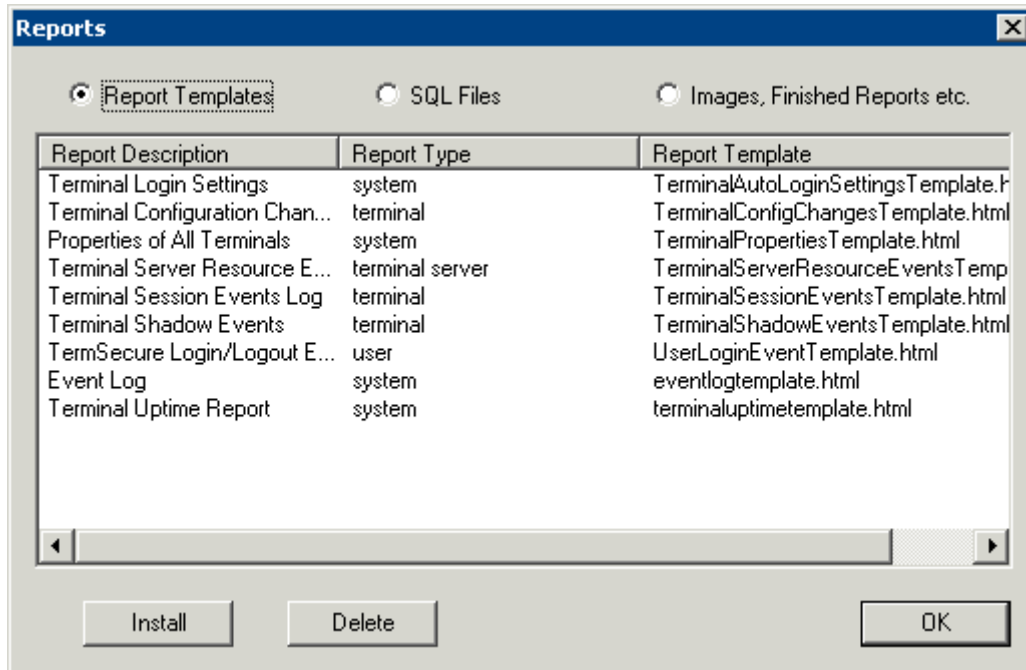 Reports
Report Templates SQL Files Images, Finished Reports etc.
Report Description Report Type Report Template
Terminal Login Settings system TerminalAutoLoginSettingsTemplate.h
Terminal Configuration Chan... terminal TerminalConfigChangesTemplate.html
Properties of All Terminals system TerminalPropertiesTemplate.html
Terminal Server Resource E... terminal server TerminalServerResourceEventsTemp
Terminal Session Events Log terminal TerminalSessionEventsTemplate.html
Terminal Shadow Events terminal TerminalShadowEventsTemplate.html
TermSecure Login/Logout E... user UserLoginEventTemplate.html
Event Log system eventlogtemplate.html
Terminal Uptime Report system terminaluptimetemplate.html
Install Delete OK